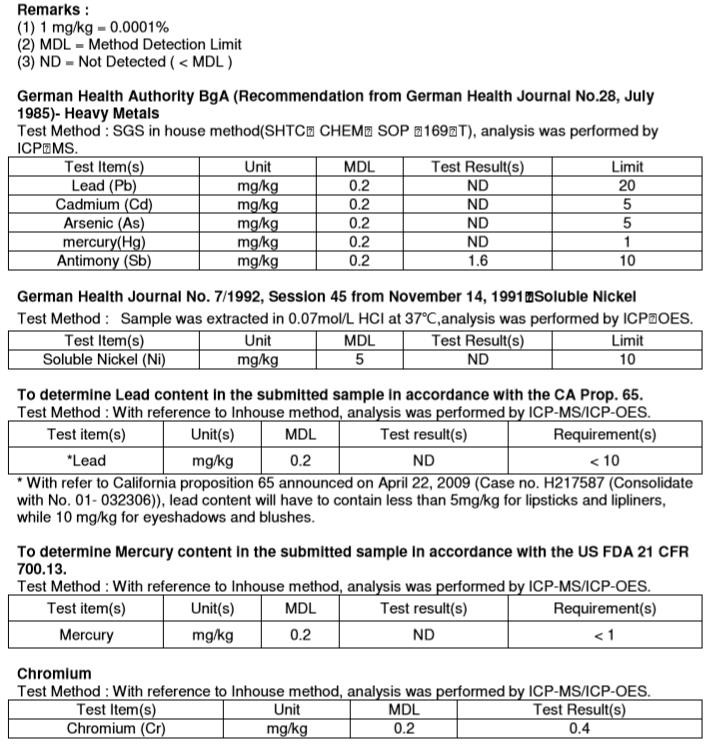 Remarks :
(1) 1 mg/kg = 0.0001%
(2) MDL = Method Detection Limit
(3) ND = Not Detected ( < MDL )
German Health Authority BgA (Recommendation from German Health Journal No.28, July
1985)- Heavy Metals
Test Method : SGS in house method(SHTC⍰ CHEM⍰ SOP ⍰169⍰T), analysis was performed by
ICP⍰MS.
Test Item(s) Unit MDL Test Result(s) Limit
Lead (Pb) mg/kg 0.2 ND 20
Cadmium (Cd) mg/kg 0.2 ND 5
Arsenic (As) mg/kg 0.2 ND 5
mercury(Hg) mg/kg 0.2 ND 1
Antimony (Sb) mg/kg 0.2 1.6 10
German Health Journal No. 7/1992, Session 45 from November 14, 1991⍰Soluble Nickel
Test Method : Sample was extracted in 0.07mol/L HCl at 37°C,analysis was performed by ICP⍰OES.
Test Item(s) Unit MDL Test Result(s) Limit
Soluble Nickel (Ni) mg/kg 5 ND 10
To determine Lead content in the submitted sample in accordance with the CA Prop. 65.
Test Method : With reference to Inhouse method, analysis was performed by ICP-MS/ICP-OES.
Test item(s) Unit(s) MDL Test result(s) Requirement(s)
*Lead mg/kg 0.2 ND < 10
* With refer to California proposition 65 announced on April 22, 2009 (Case no. H217587 (Consolidate
with No. 01- 032306)), lead content will have to contain less than 5mg/kg for lipsticks and lipliners,
while 10 mg/kg for eyeshadows and blushes.
To determine Mercury content in the submitted sample in accordance with the US FDA 21 CFR
700.13.
Test Method : With reference to Inhouse method, analysis was performed by ICP-MS/ICP-OES.
Test item(s) Unit(s) MDL Test result(s) Requirement(s)
Mercury mg/kg 0.2 ND < 1
Chromium
Test Method : With reference to Inhouse method, analysis was performed by ICP-MS/ICP-OES.
Test Item(s) Unit MDL Test Result(s)
Chromium (Cr) mg/kg 0.2 0.4